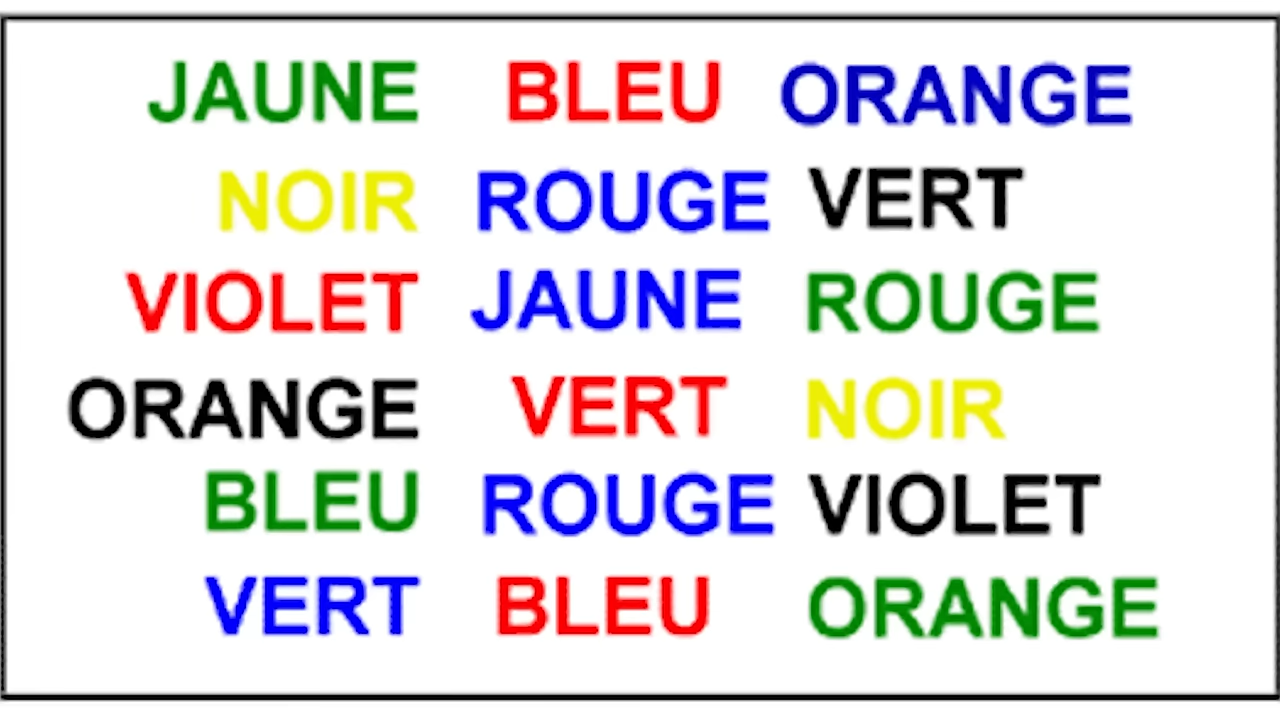 JAUNE BLEU ORANGE
NOIR ROUGE VERT
VIOLET JAUNE ROUGE
ORANGE VERT NOIR
BLEU ROUGE VIOLET
VERT BLEU ORANGE